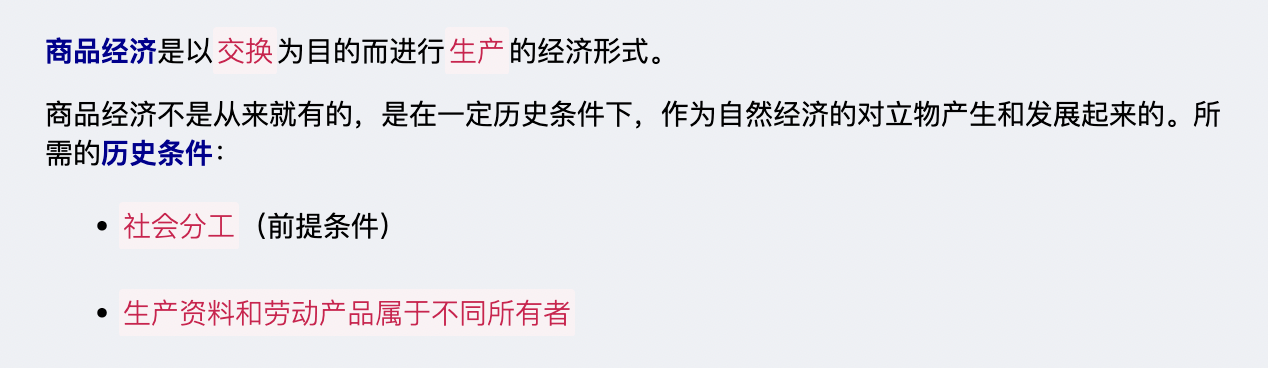 商品经济是以交换为目的而进行生产的经济形式。
商品经济不是从来就有的，是在一定历史条件下，作为自然经济的对立物产生和发展起来的。所
需的历史条件：
• 社会分工（前提条件）
• 生产资料和劳动产品属于不同所有者